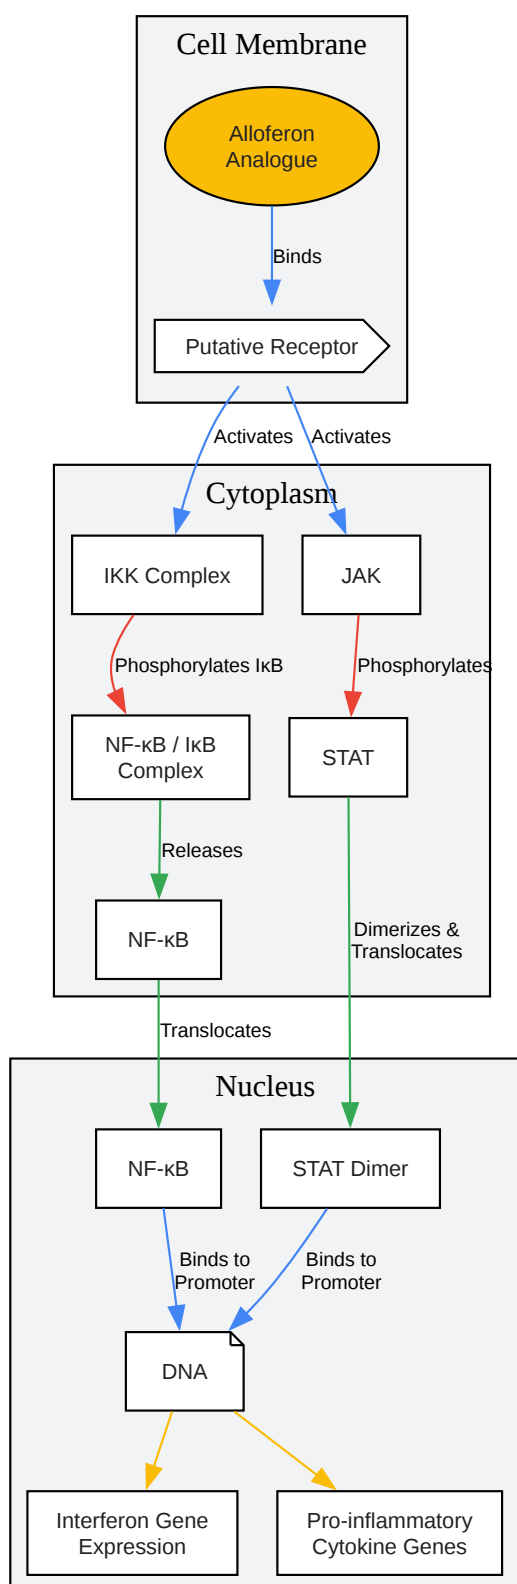 Cell Membrane
Alloferon
Analogue
Binds
Putative Receptor
Activates
Activates
Cytoplasm
IKK Complex
JAK
Phosphorylates IκB
Phosphorylates
NF-κB / IκB
Complex
STAT
Releases
NF-κB
Dimerizes &
Translocates
Translocates
Nucleus
NF-κB
STAT Dimer
Binds to
Promoter
Binds to
Promoter
DNA
Interferon Gene
Expression
Pro-inflammatory
Cytokine Genes